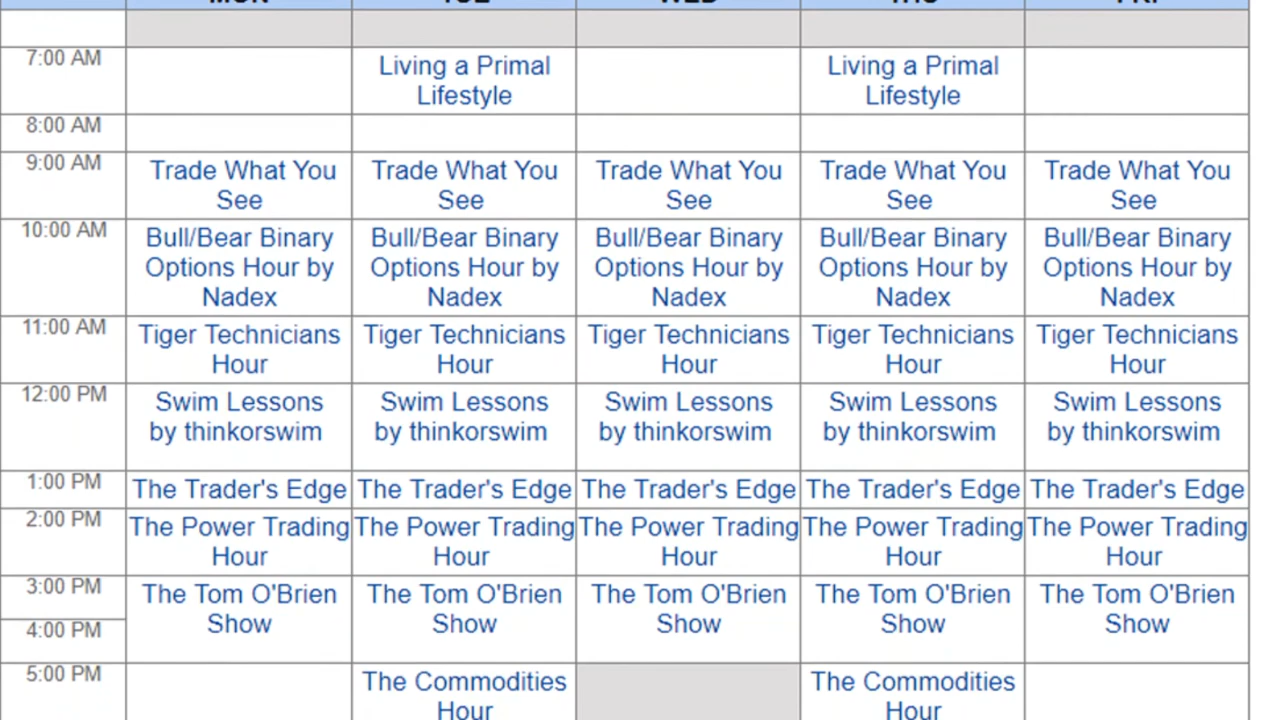 MON TUE WED THU FRI
7:00 AM
Living a Primal Living a Primal
Lifestyle Lifestyle
8:00 AM
9:00 AM
Trade What You Trade What You Trade What You Trade What You Trade What You
See See See See See
10:00 AM
Bull/Bear Binary Bull/Bear Binary Bull/Bear Binary Bull/Bear Binary Bull/Bear Binary
Options Hour by Options Hour by Options Hour by Options Hour by Options Hour by
Nadex Nadex Nadex Nadex Nadex
11:00 AM
Tiger Technicians Tiger Technicians Tiger Technicians Tiger Technicians Tiger Technicians
Hour Hour Hour Hour Hour
12:00 PM
Swim Lessons Swim Lessons Swim Lessons Swim Lessons Swim Lessons
by thinkorswim by thinkorswim by thinkorswim by thinkorswim by thinkorswim
1:00 PM
The Trader's Edge The Trader's Edge The Trader's Edge The Trader's Edge The Trader's Edge
2:00 PM
The Power Trading The Power Trading The Power Trading The Power Trading The Power Trading
Hour Hour Hour Hour Hour
3:00 PM
The Tom O'Brien The Tom O'Brien The Tom O'Brien The Tom O'Brien The Tom O'Brien
Show Show Show Show Show
4:00 PM
5:00 PM
The Commodities The Commodities
Hour Hour